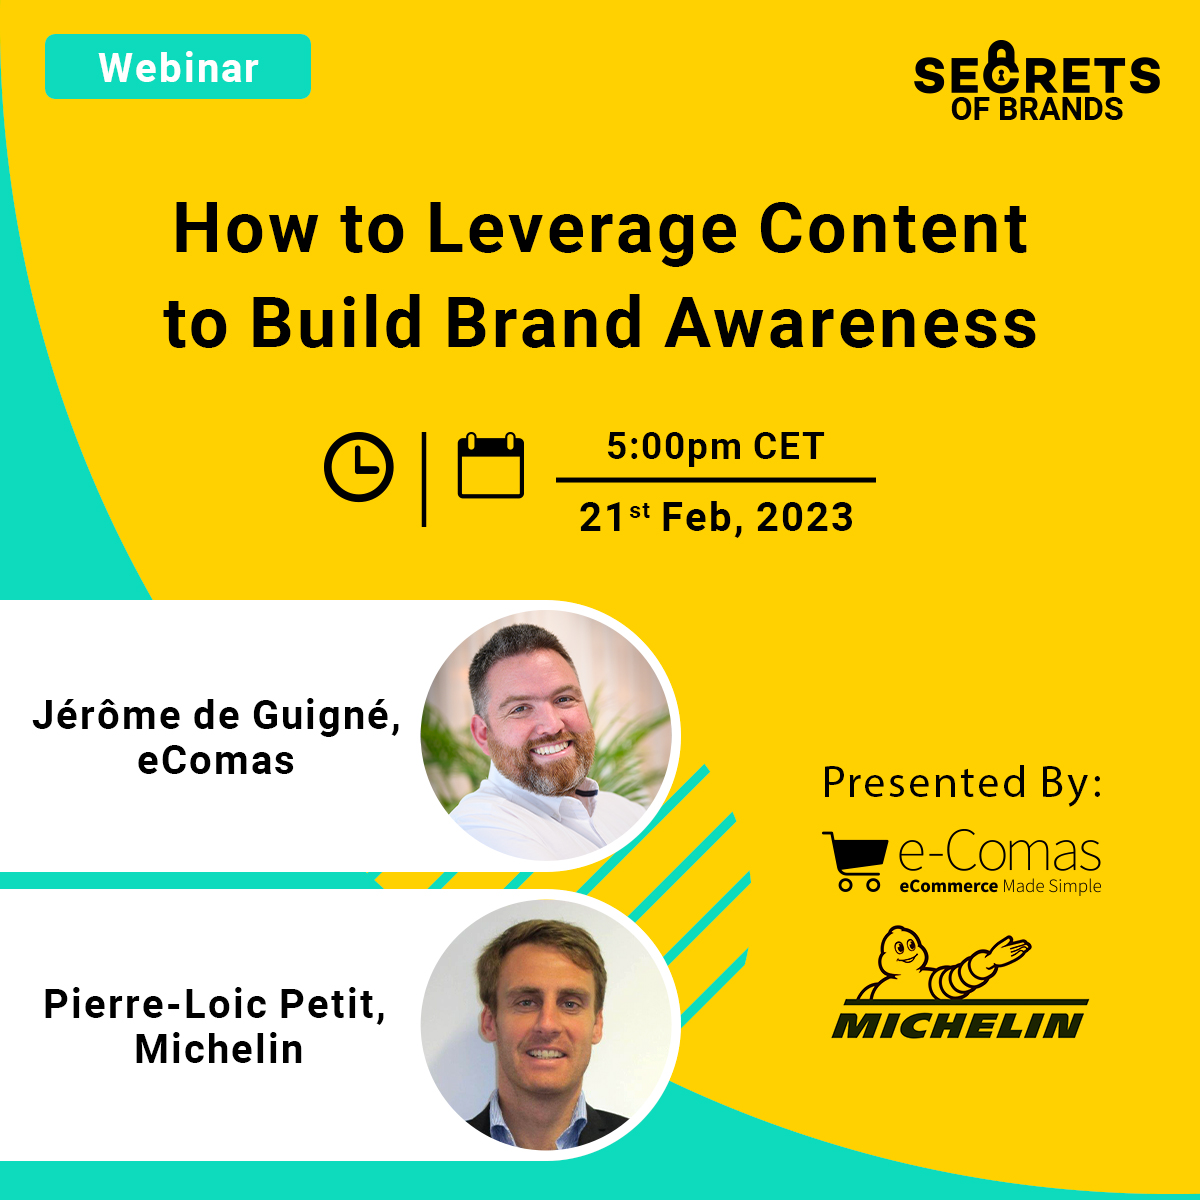 Webinar
SECRETS
OF BRANDS
How to Leverage Content
to Build Brand Awareness
5:00pm CET
21st Feb, 2023
Jérôme de Guigné,
eComas
Pierre-Loic Petit,
Michelin
Presented By:
e-Comas
eCommerce Made Simple
MICHELIN